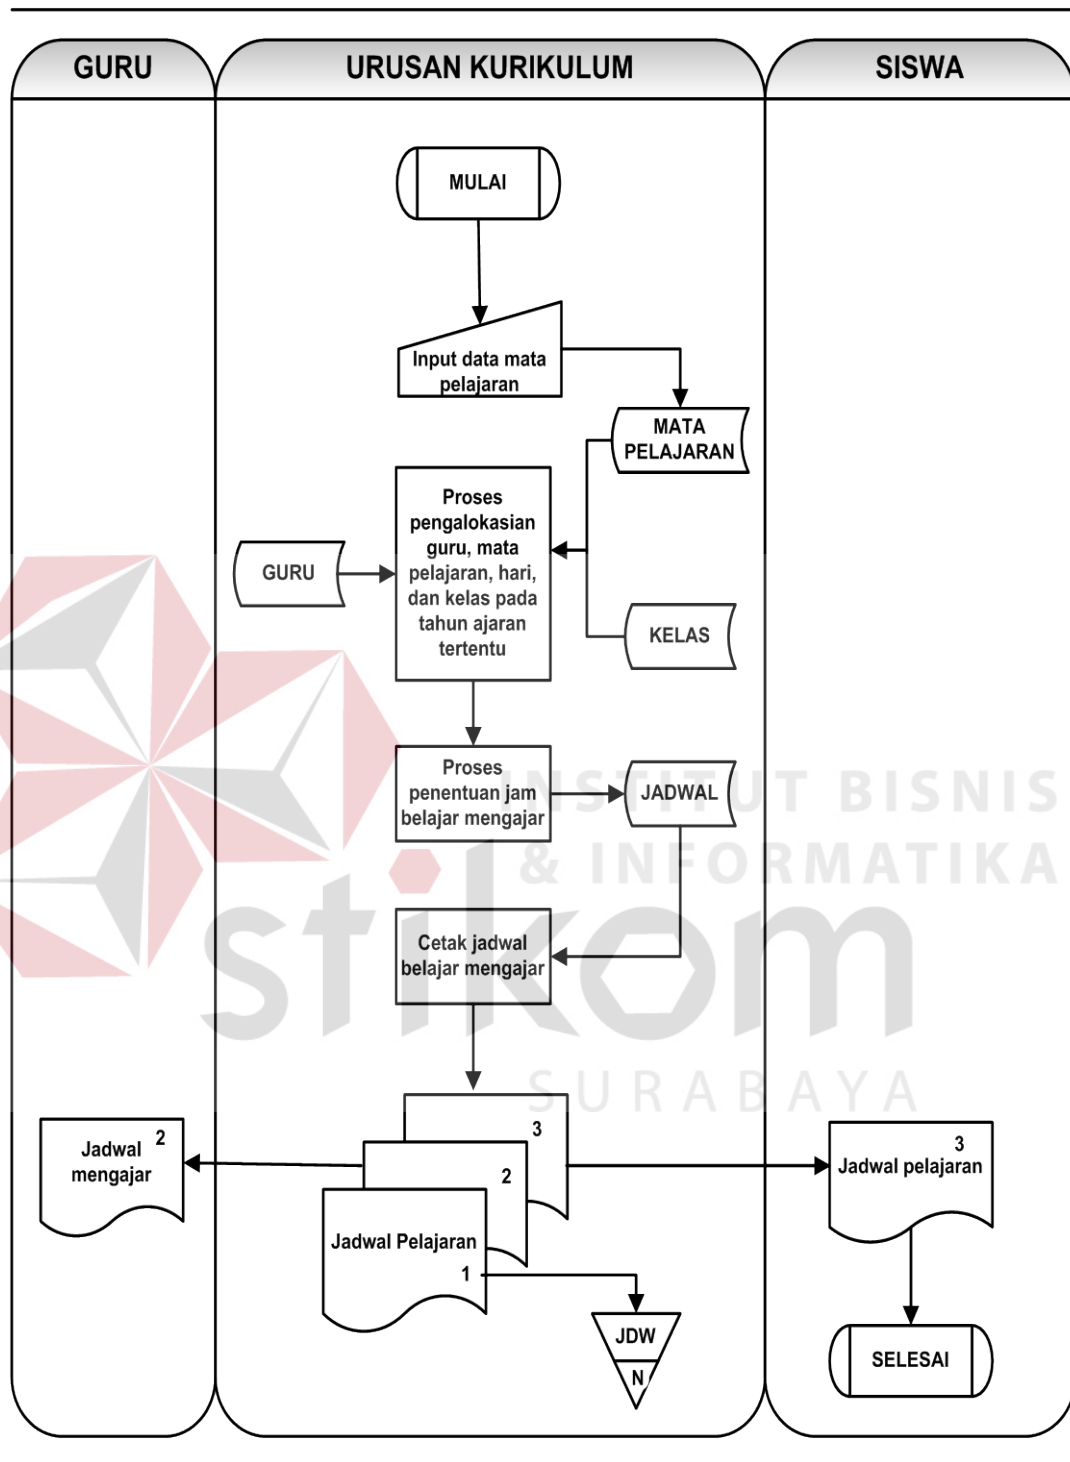 GURU
URUSAN KURIKULUM
SISWA
MULAI
Input data mata
pelajaran
MATA
PELAJARAN
Proses
pengalokasian
guru, mata
pelajaran, hari,
dan kelas pada
tahun ajaran
tertentu
GURU
KELAS
Proses
penentuan jam
belajar mengajar
JADWAL
INSTITUT BISNIS
& INFORMATIKA
stikom
SURABAYA
Cetak jadwal
belajar mengajar
3
2
Jadwal Pelajaran
1
Jadwal 2
mengajar
3
Jadwal pelajaran
JDW
N
SELESAI